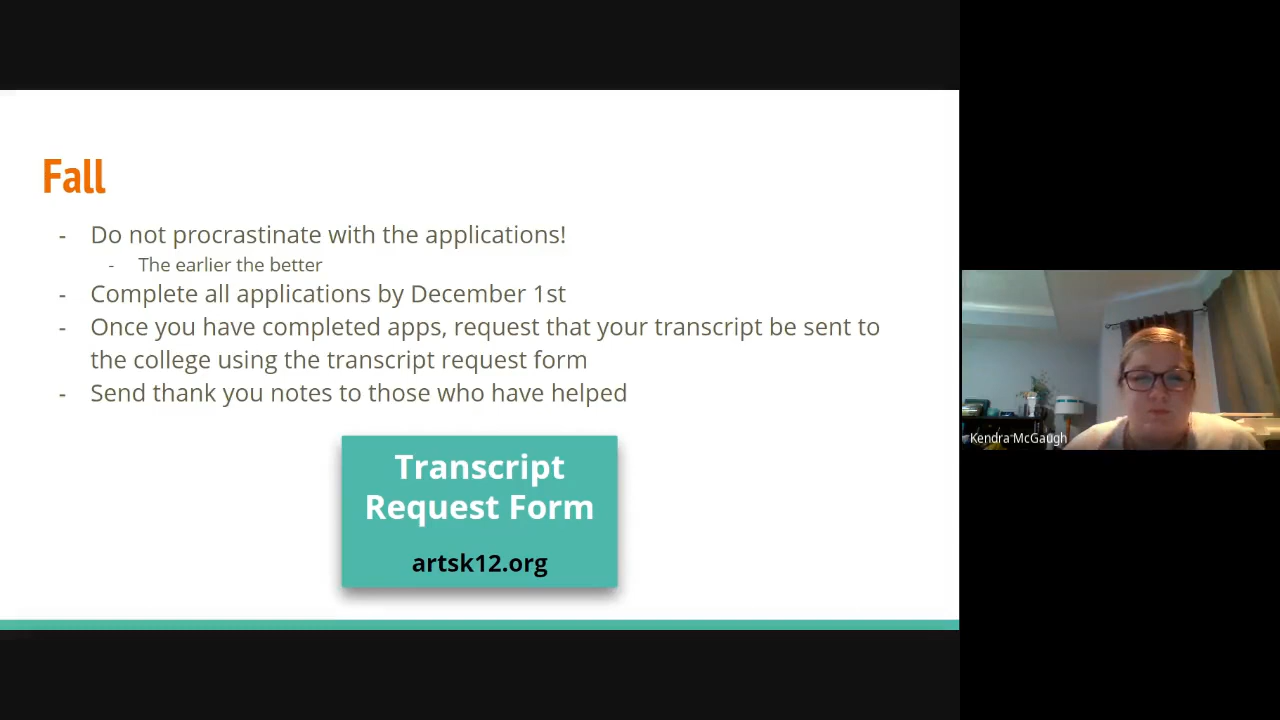 Fall
- Do not procrastinate with the applications!
- The earlier the better
- Complete all applications by December 1st
- Once you have completed apps, request that your transcript be sent to
the college using the transcript request form
- Send thank you notes to those who have helped
Transcript
Request Form
artsk12.org
Kendra McGaugh